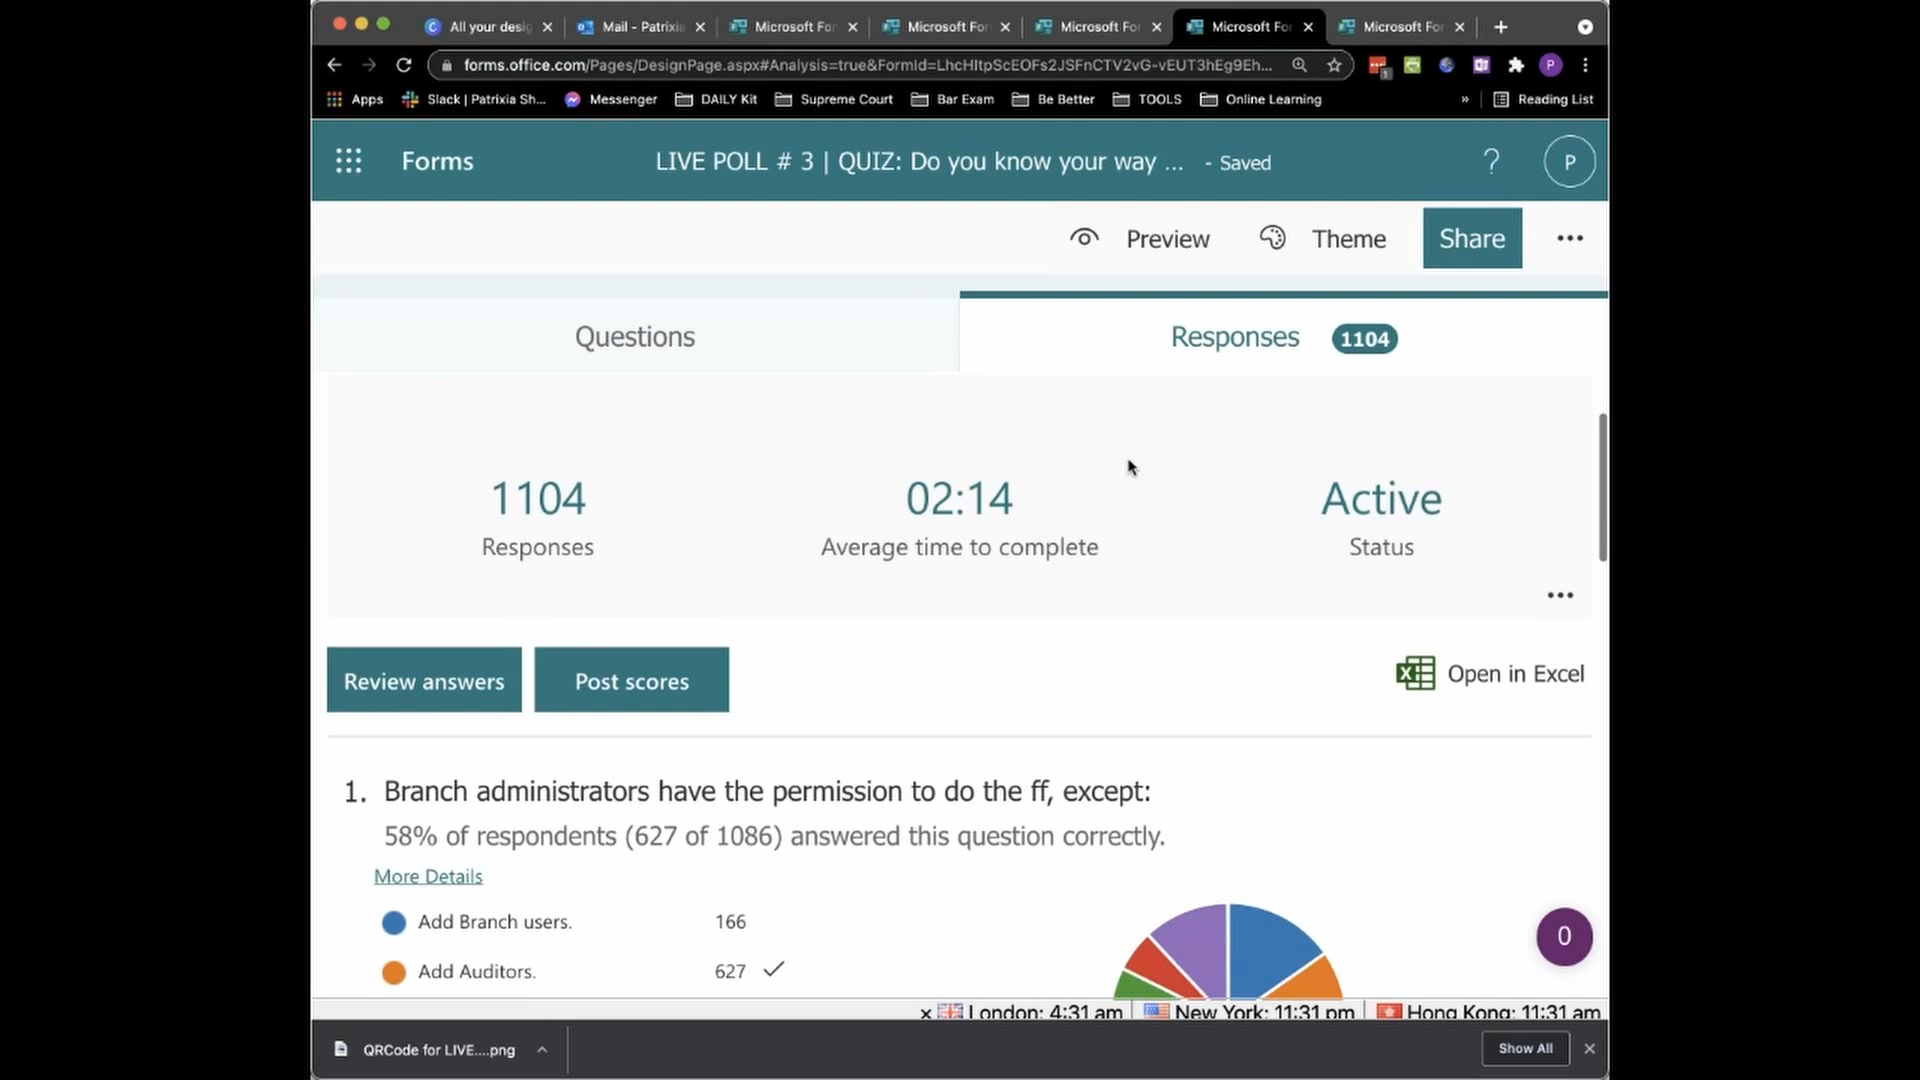 All your desig
Mail - Patrixia
Microsoft For
Microsoft For
Microsoft For
Microsoft For
Microsoft For
forms.office.com/Pages/DesignPage.aspx#Analysis=true&FormId=LhcHItpScEOFs2JSFnCTV2vG-vEUT3hEg9Eh...
1
P
Apps
Slack | Patrixia Sh...
Messenger
DAILY Kit
Supreme Court
Bar Exam
Be Better
TOOLS
Online Learning
»
Reading List
Forms
LIVE POLL # 3 | QUIZ: Do you know your way ...
- Saved
?
P
Preview
Theme
Share
Questions
Responses 1104
1104
Responses
02:14
Average time to complete
Active
Status
Review answers
Post scores
Open in Excel
1. Branch administrators have the permission to do the ff, except:
58% of respondents (627 of 1086) answered this question correctly.
More Details
Add Branch users. 166
Add Auditors. 627
0
x London: 4:31 am
New York: 11:31 pm
Hong Kong: 11:31 am
QRCode for LIVE....png
Show All